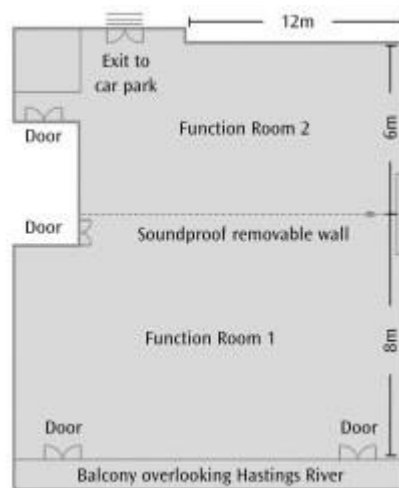 12m
Exit to
car park
Function Room 2
6m
Door
Door
Soundproof removable wall
Function Room 1
8m
Door
Door
Balcony overlooking Hastings River